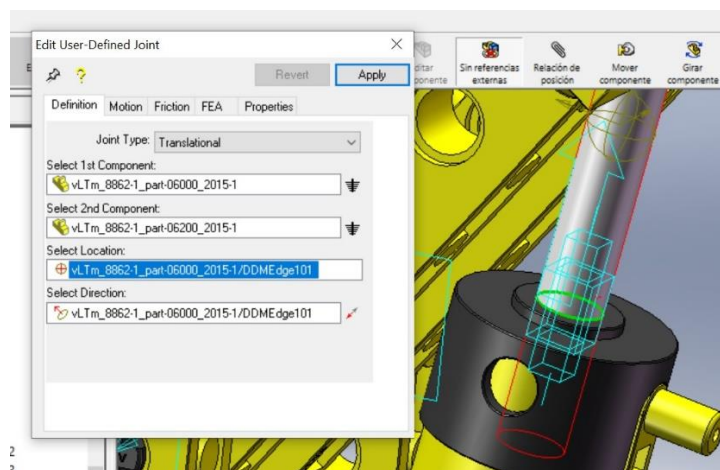 Edit User-Defined Joint
Revert
Apply
Definition
Motion
Friction
FEA
Properties
Joint Type:
Translational
Select 1st Component:
vLTm_8862-1_part-06000_2015-1
Select 2nd Component:
vLTm_8862-1_part-06200_2015-1
Select Location:
vLTm_8862-1_part-06000_2015-1/DDMEdge101
Select Direction:
vLTm_8862-1_part-06000_2015-1/DDMEdge101
Sin referencias
externas
Relación de
posición
Mover
componente
Girar
componente